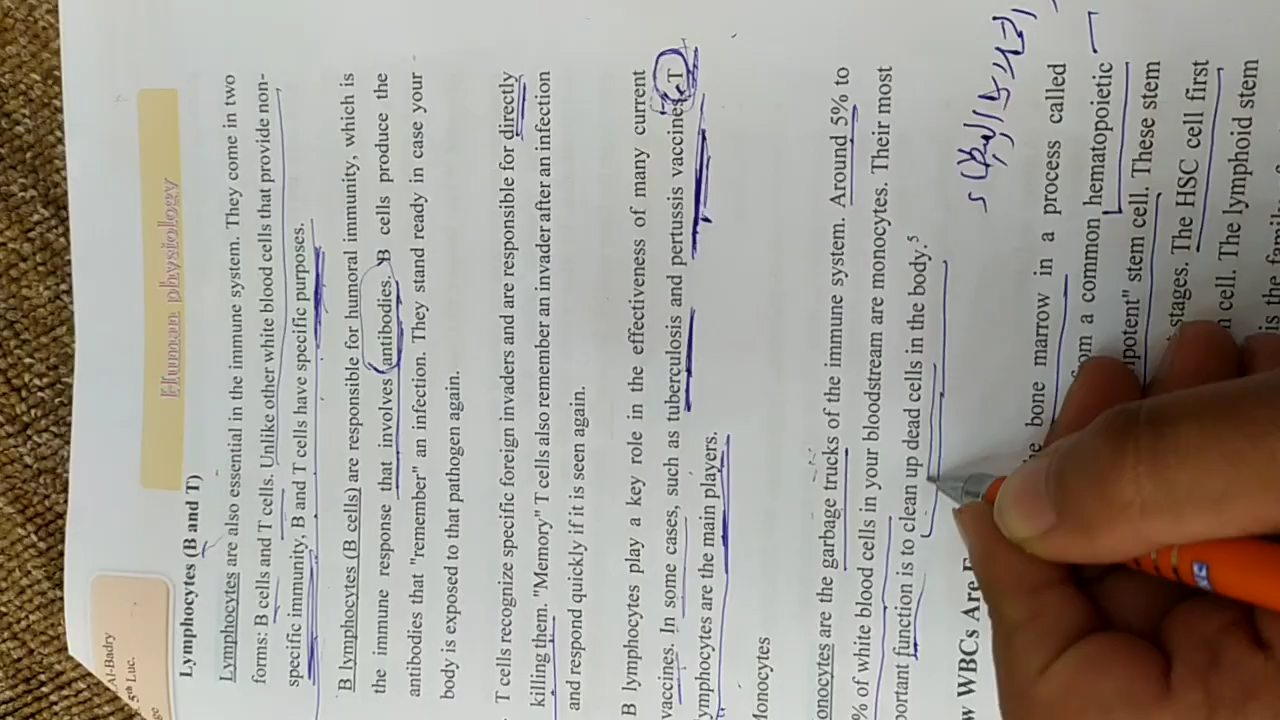 Al-Badry
5th Luc.
Human physiology
Lymphocytes (B and T)
Lymphocytes are also essential in the immune system. They come in two
forms: B cells and T cells. Unlike other white blood cells that provide non-
specific immunity, B and T cells have specific purposes.
B lymphocytes (B cells) are responsible for humoral immunity, which is
the immune response that involves antibodies. B cells produce the
antibodies that "remember" an infection. They stand ready in case your
body is exposed to that pathogen again.
T cells recognize specific foreign invaders and are responsible for directly
killing them. "Memory" T cells also remember an invader after an infection
and respond quickly if it is seen again.
B lymphocytes play a key role in the effectiveness of many current
vaccines. In some cases, such as tuberculosis and pertussis vaccines, T
ymphocytes are the main players.
Monocytes
onocytes are the garbage trucks of the immune system. Around 5% to
% of white blood cells in your bloodstream are monocytes. Their most
portant function is to clean up dead cells in the body.5
w WBCs Are
bone marrow in a process called
om a common hematopoietic
potent" stem cell. These stem
stages. The HSC cell first
cell. The lymphoid stem
is the family